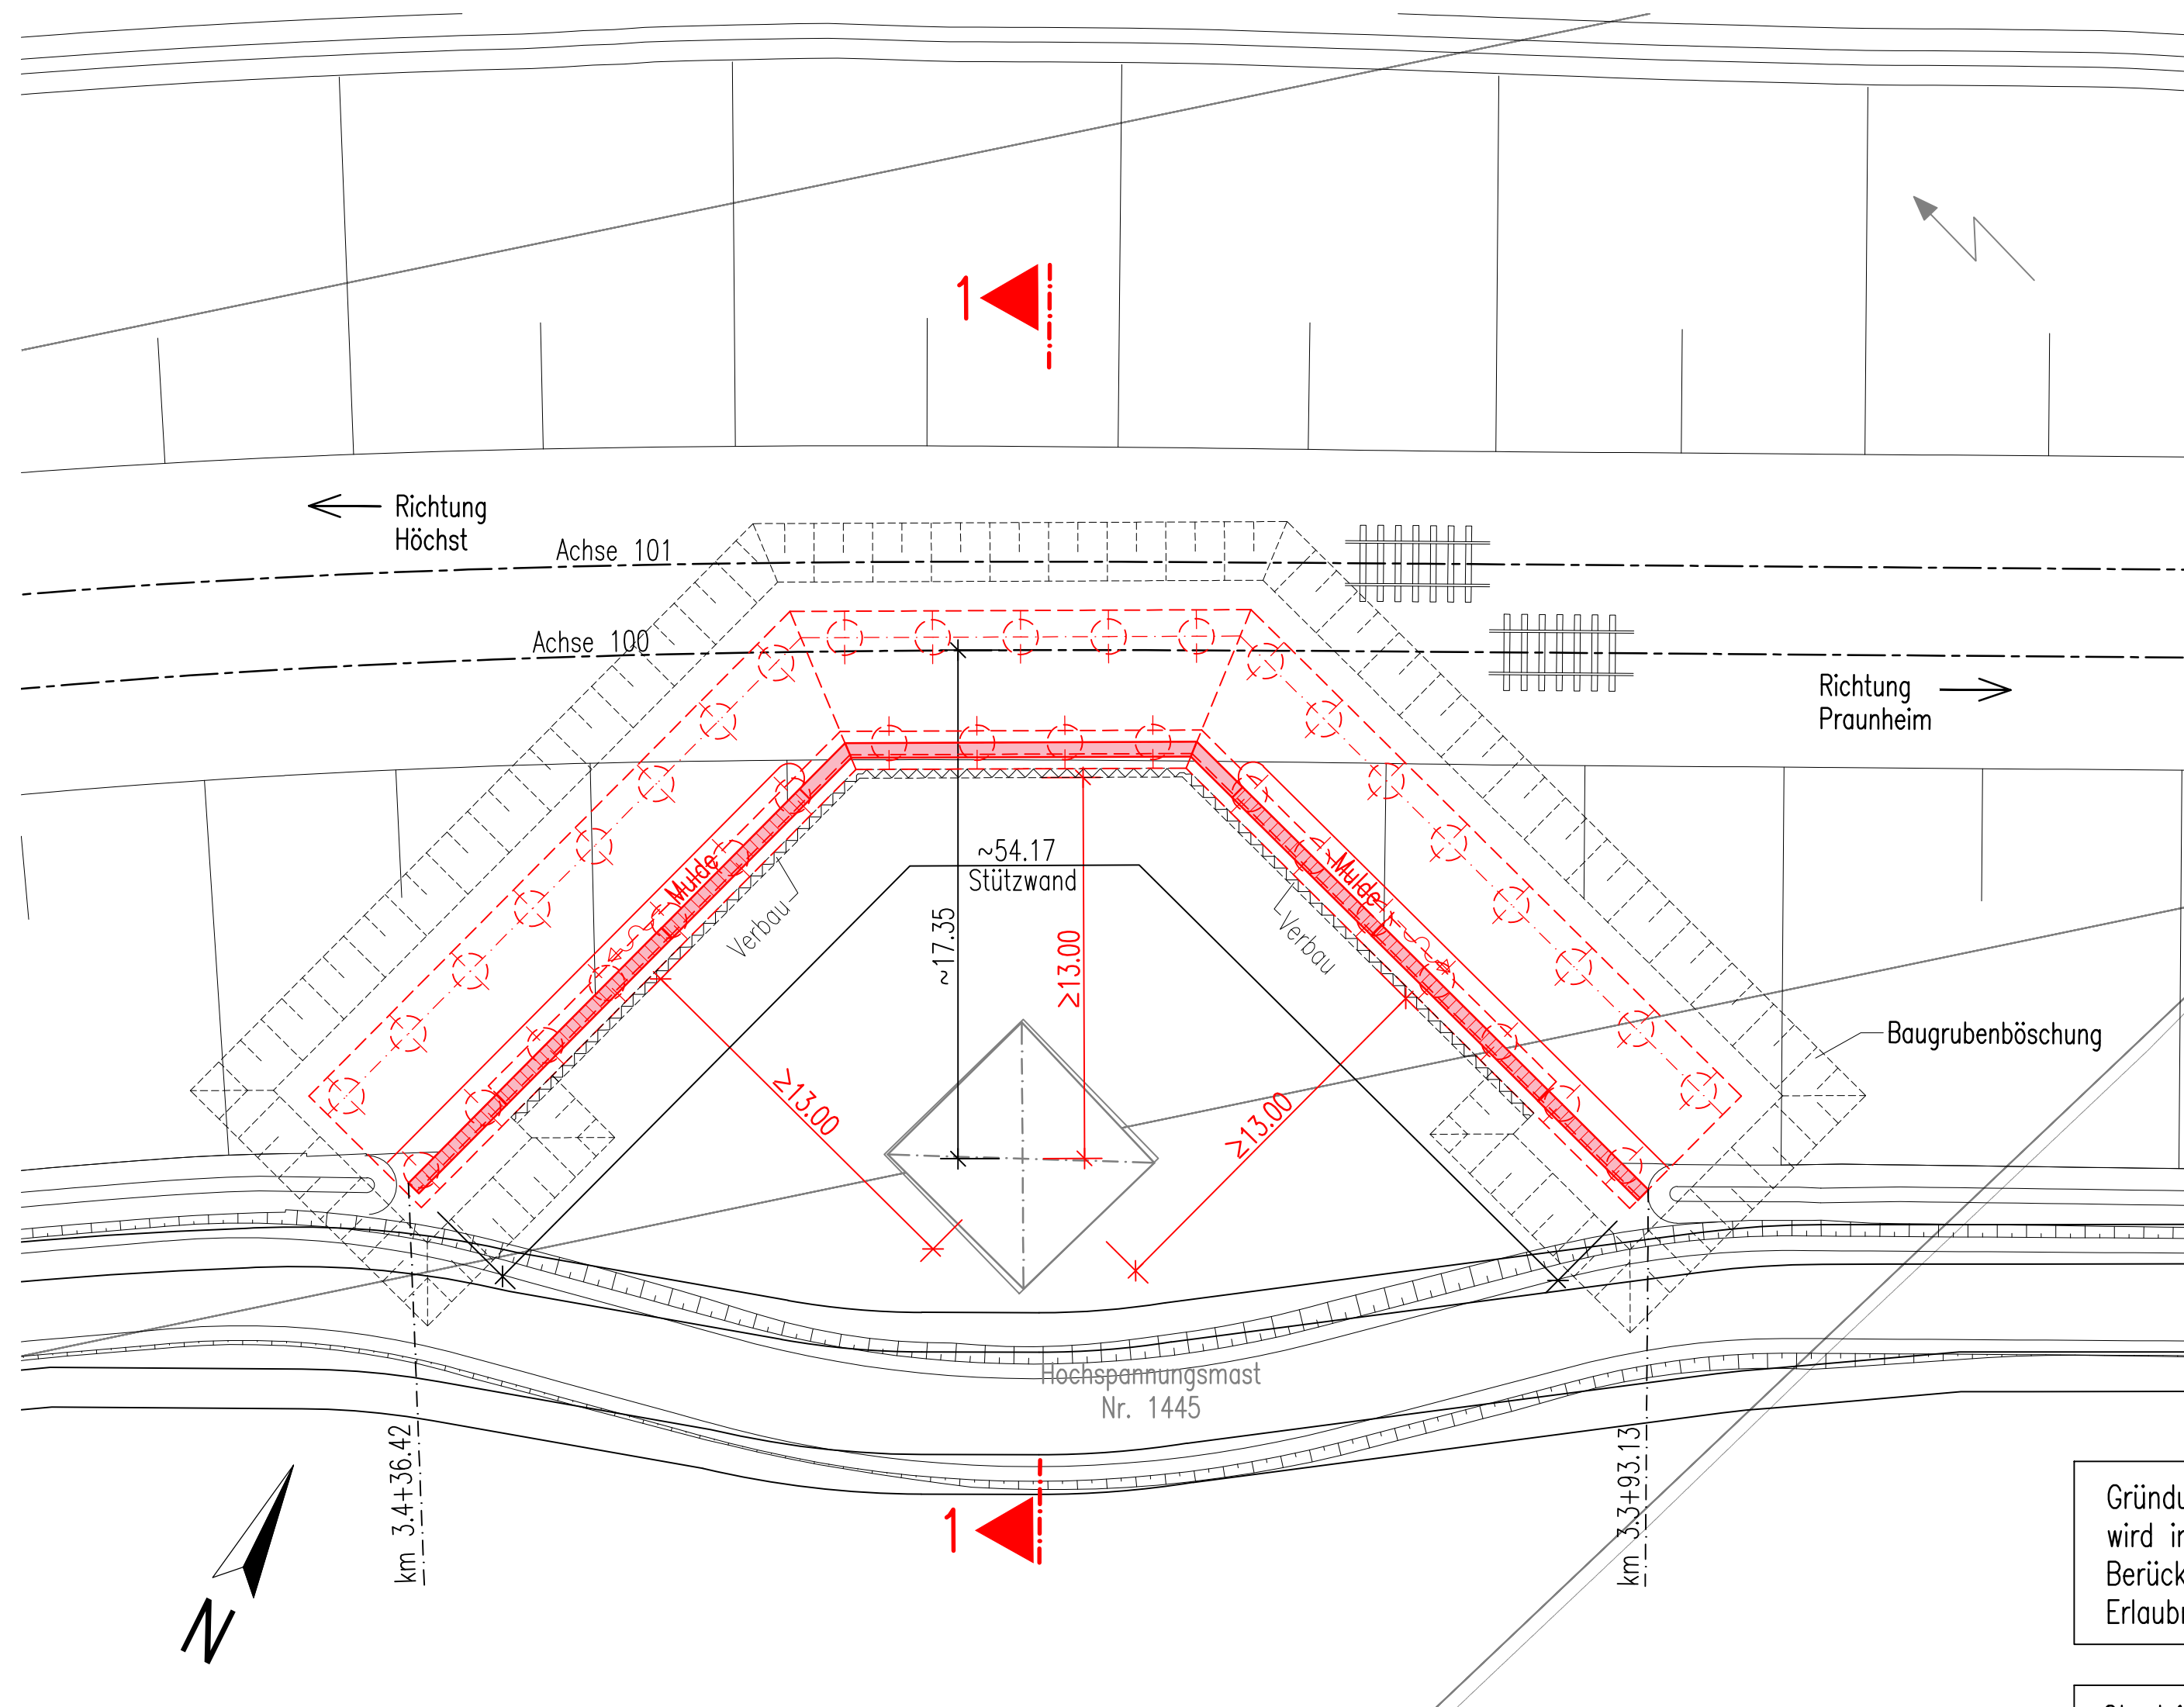 1
Richtung
Höchst
Achse 101
Achse 100
Richtung
Praunheim
~54.17
Stützwand
Mulde
Mulde
Verbau
Verbau
~17.35
≥13.00
≥13.00
≥13.00
Baugrubenböschung
Hochspannungsmast
Nr. 1445
km 3.4+36.42
km 3.3+93.13
1
N
wird